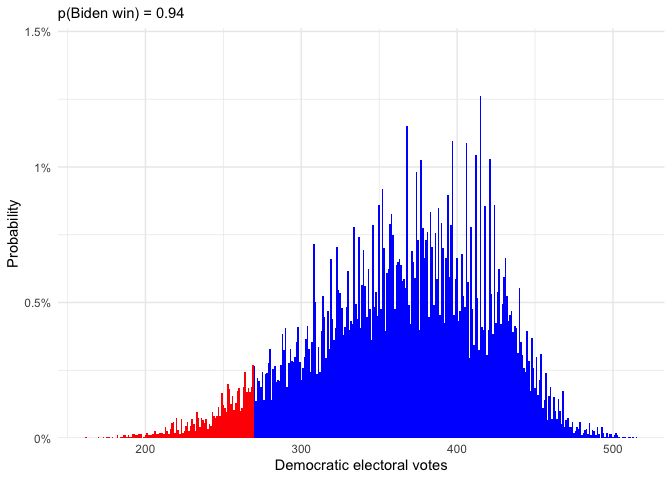 p(Biden win) = 0.94
1.5%
1%
0.5%
0%
Probability
200
300
400
500
Democratic electoral votes